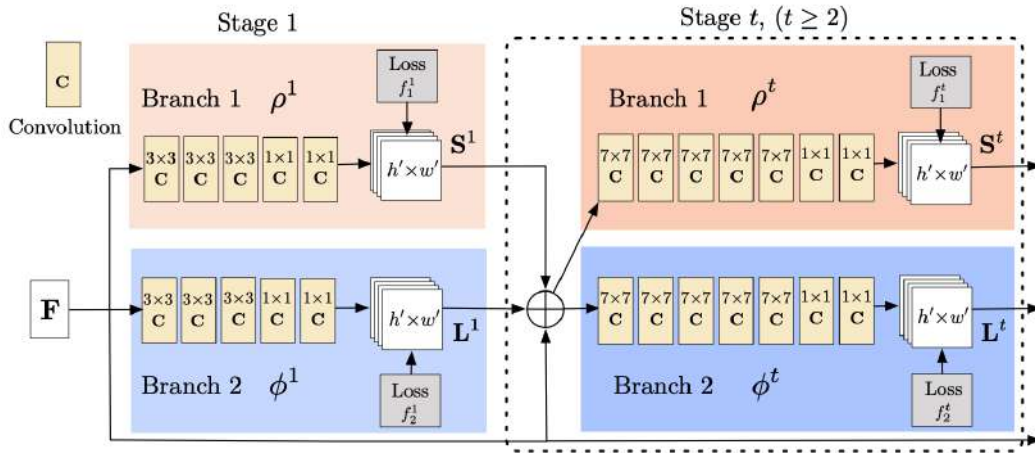 Stage 1
Stage t, (t ≥ 2)
C
Convolution
Branch 1 ρ¹
Loss
f₁¹
3×3 C
3×3 C
3×3 C
1×1 C
1×1 C
h′×w′
S¹
Branch 1 ρᵗ
Loss
f₁ᵗ
7×7 C
7×7 C
7×7 C
7×7 C
7×7 C
1×1 C
1×1 C
h′×w′
Sᵗ
F
3×3 C
3×3 C
3×3 C
1×1 C
1×1 C
h′×w′
L¹
Branch 2 ϕ¹
Loss
f₂¹
7×7 C
7×7 C
7×7 C
7×7 C
7×7 C
1×1 C
1×1 C
h′×w′
Lᵗ
Branch 2 ϕᵗ
Loss
f₂ᵗ